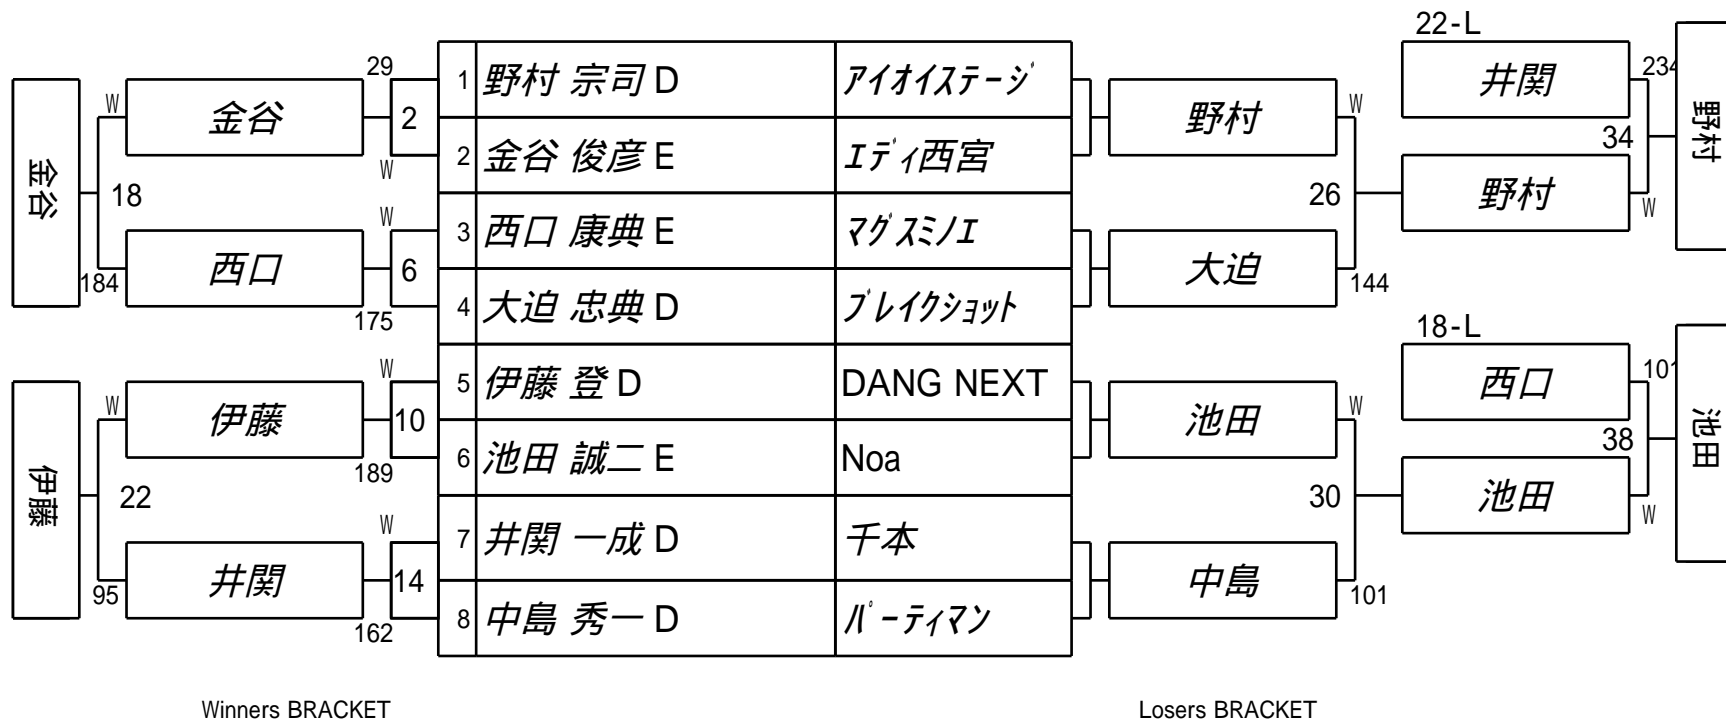 22-L
29
1 野村 宗司 D アイオイステージ
井関
234
W
金谷
2
野村
W
34
野村
2 金谷 俊彦 E エディ西宮
W
金谷
18
26
野村
W
W
3 西口 康典 E マグスミノエ
西口
6
大迫
184
144
175
4 大迫 忠典 D ブレイクショット
18-L
W
5 伊藤 登 D DANG NEXT
西口
101
W
伊藤
10
池田
W
38
池田
189
6 池田 誠二 E Noa
伊藤
22
30
池田
W
W
7 井関 一成 D 千本
井関
14
中島
95
101
162
8 中島 秀一 D パーティマン
Winners BRACKET
Losers BRACKET